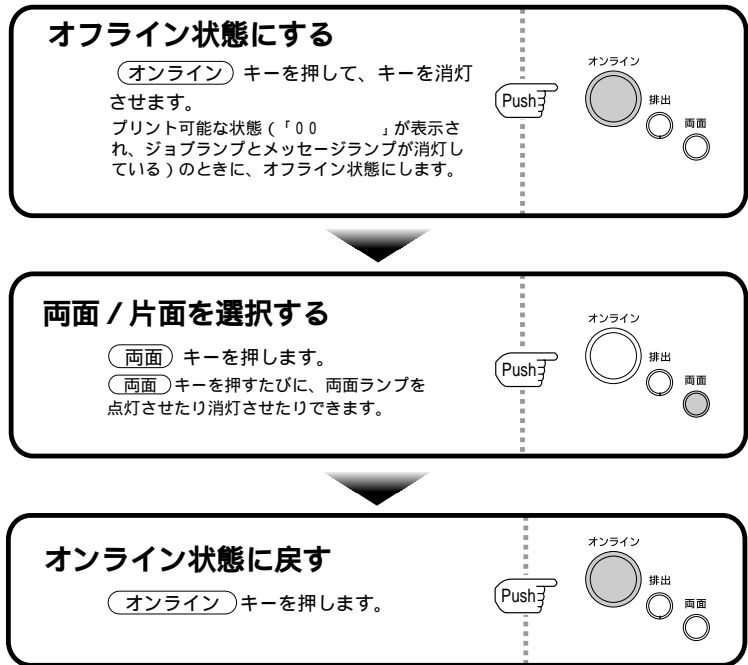 オフライン状態にする
オンライン キーを押して、キーを消灯
させます。
プリント可能な状態(「00 」が表示さ
れ、ジョブランプとメッセージランプが消灯し
ている)のときに、オフライン状態にします。
Push
オンライン
排出
両面
両面 / 片面を選択する
両面 キーを押します。
両面 キーを押すたびに、両面ランプを
点灯させたり消灯させたりできます。
Push
オンライン
排出
両面
オンライン状態に戻す
オンライン キーを押します。
Push
オンライン
排出
両面